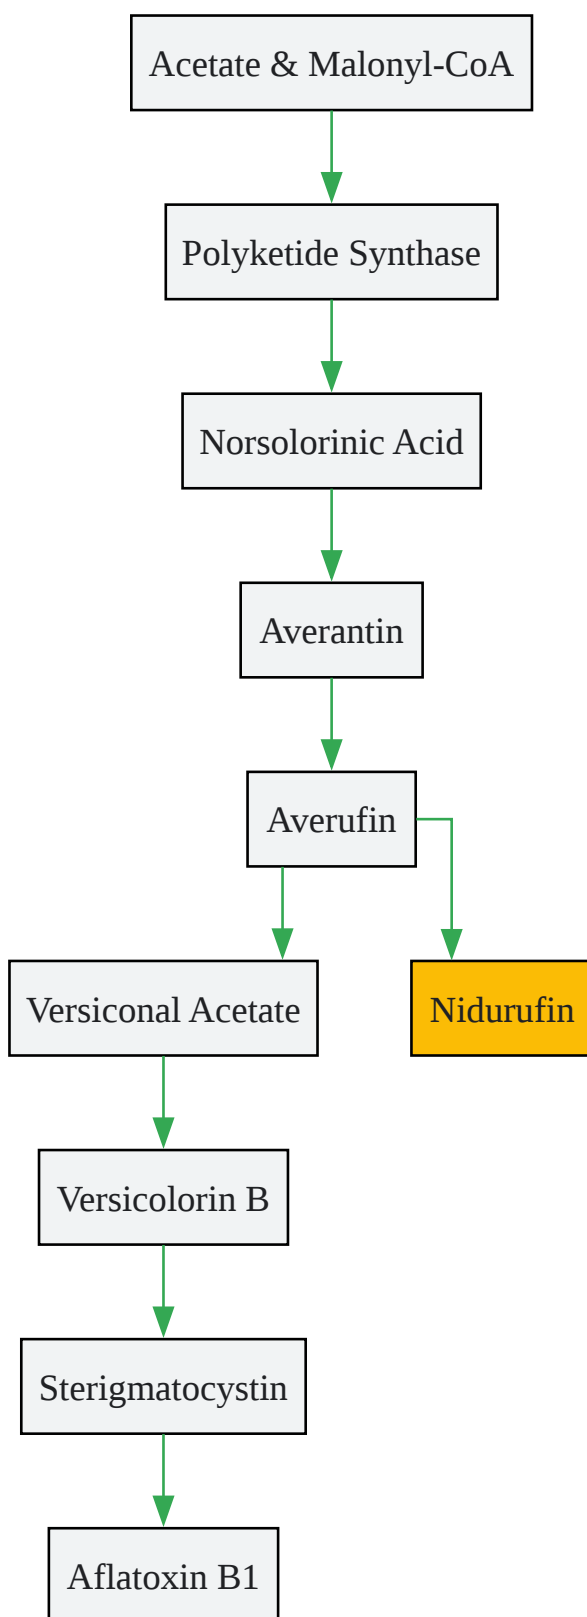 Acetate & Malonyl-CoA
Polyketide Synthase
Norsolorinic Acid
Averantin
Averufin
Versiconal Acetate
Nidurufin
Versicolorin B
Sterigmatocystin
Aflatoxin B1